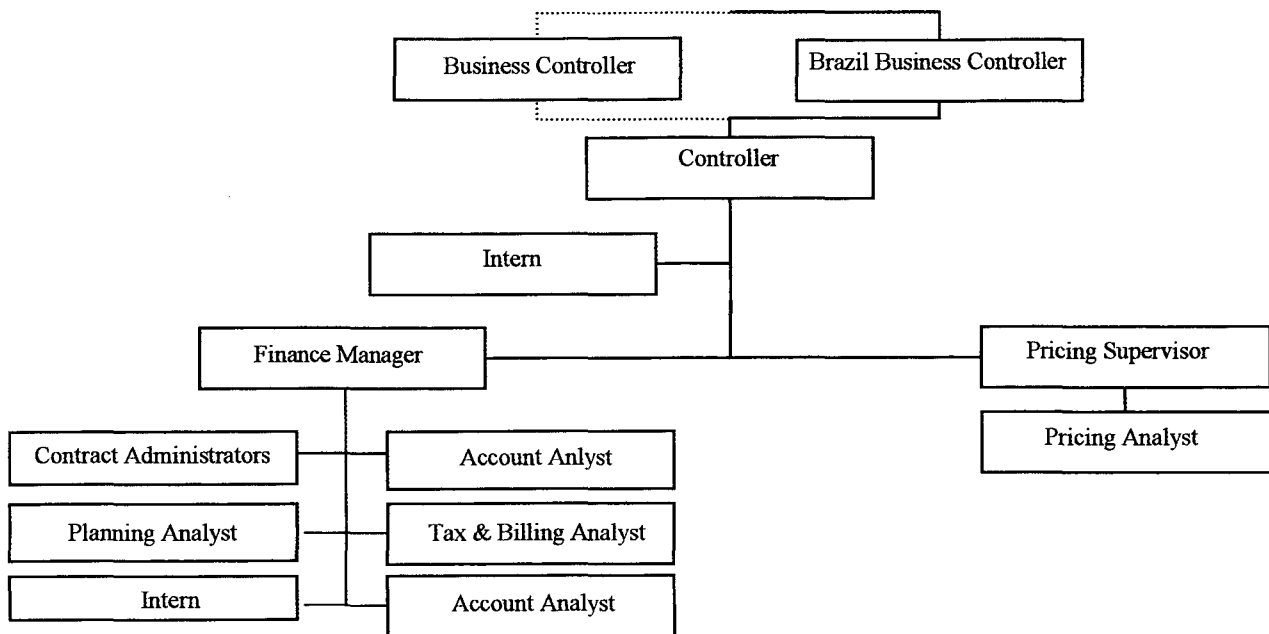 Business Controller
Brazil Business Controller
Controller
Intern
Finance Manager
Pricing Supervisor
Contract Administrators
Account Anlyst
Pricing Analyst
Planning Analyst
Tax & Billing Analyst
Intern
Account Analyst